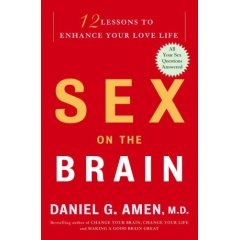 12 LESSONS TO
ENHANCE YOUR LOVE LIFE
All
Your Sex
Questions
Answered
SEX
ON THE
BRAIN
DANIEL G. AMEN, M.D.
Bestselling author of CHANGE YOUR BRAIN, CHANGE YOUR LIFE
and MAKING A GOOD BRAIN GREAT